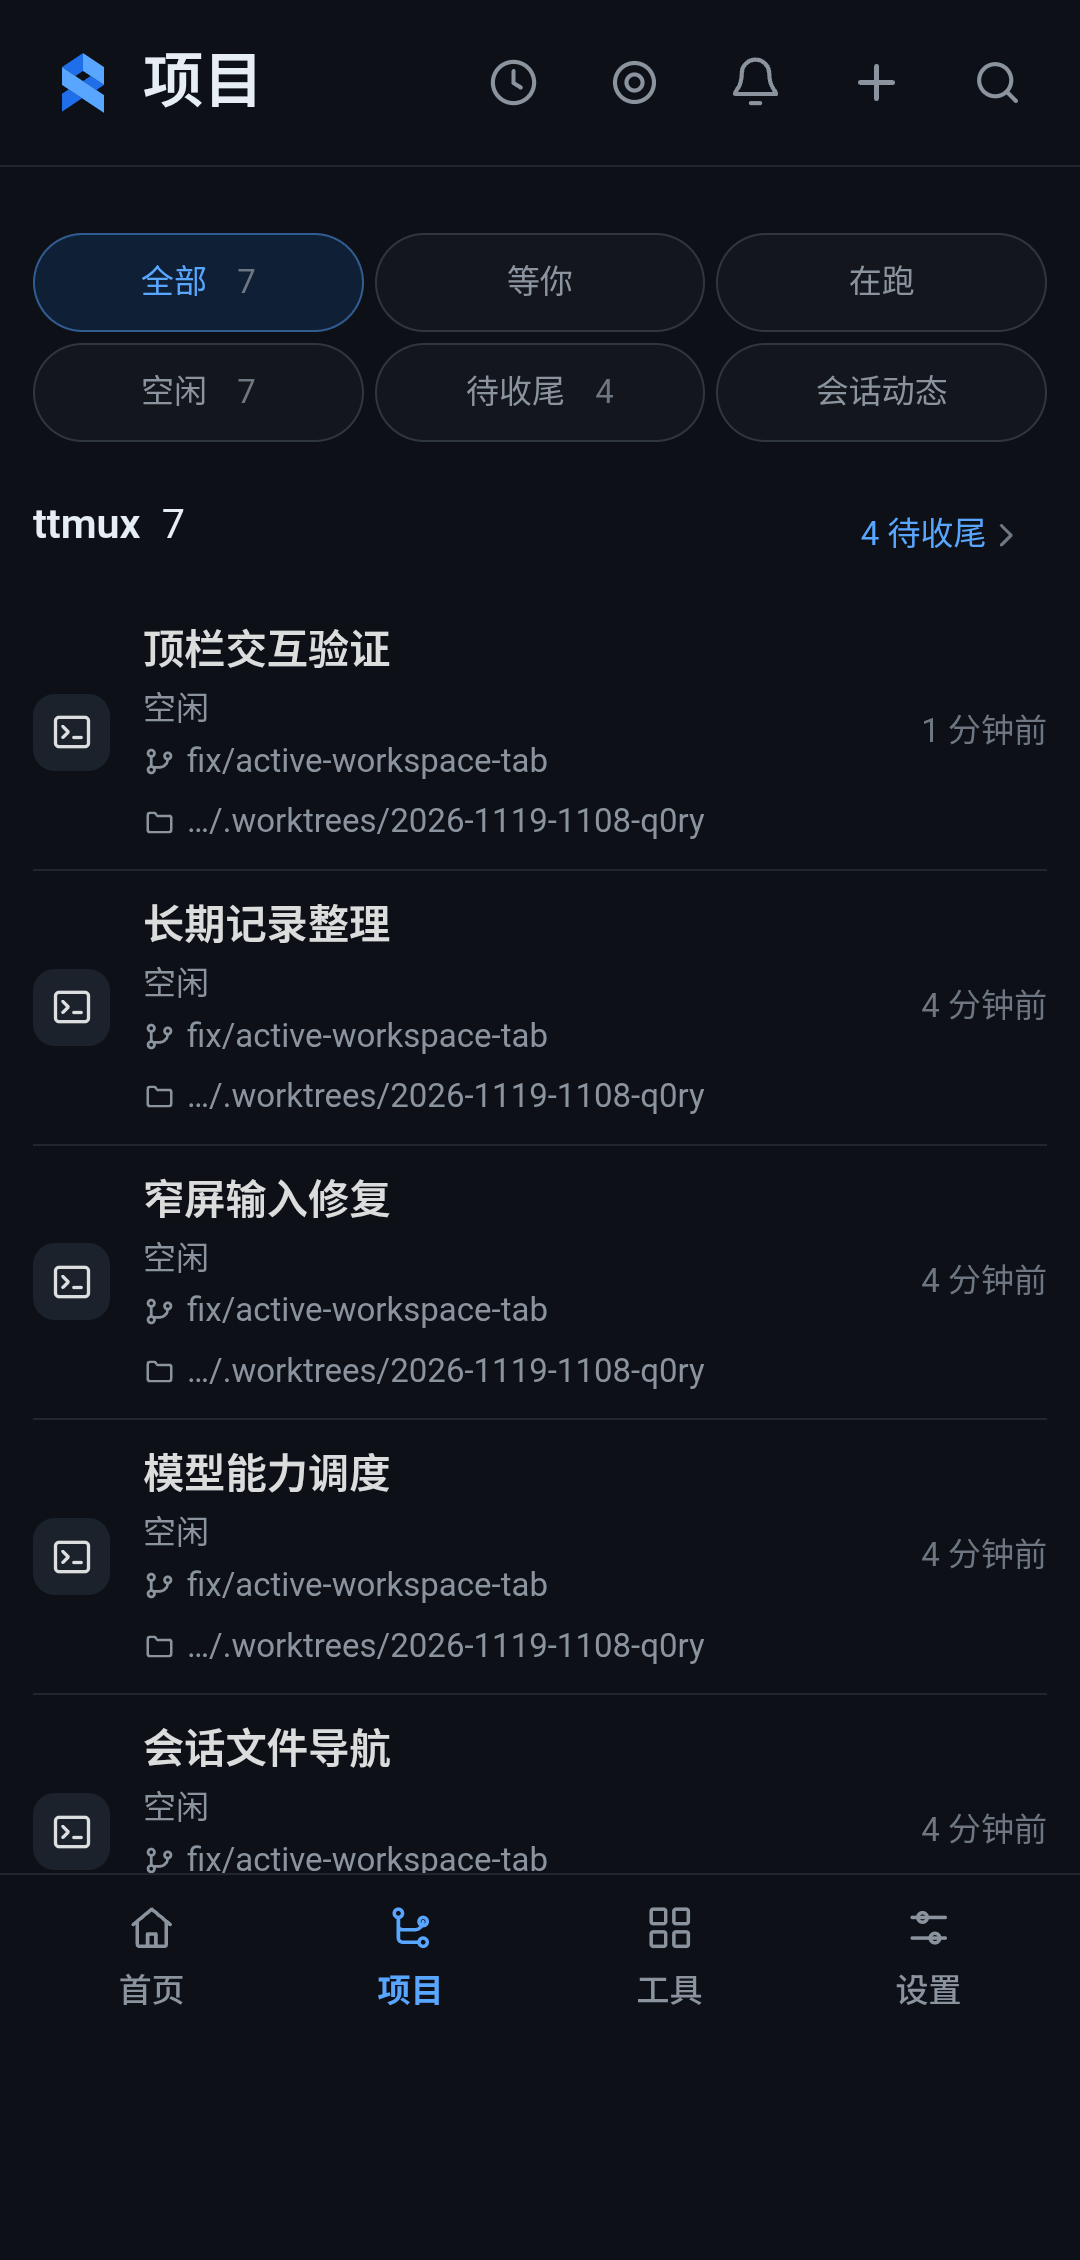 项目
全部 7
等你
在跑
空闲 7
待收尾 4
会话动态
ttmux 7
4 待收尾
顶栏交互验证
空闲
1 分钟前
fix/active-workspace-tab
.../.worktrees/2026-1119-1108-q0ry
长期记录整理
空闲
4 分钟前
fix/active-workspace-tab
.../.worktrees/2026-1119-1108-q0ry
窄屏输入修复
空闲
4 分钟前
fix/active-workspace-tab
.../.worktrees/2026-1119-1108-q0ry
模型能力调度
空闲
4 分钟前
fix/active-workspace-tab
.../.worktrees/2026-1119-1108-q0ry
会话文件导航
空闲
4 分钟前
fix/active-workspace-tab
首页
项目
工具
设置